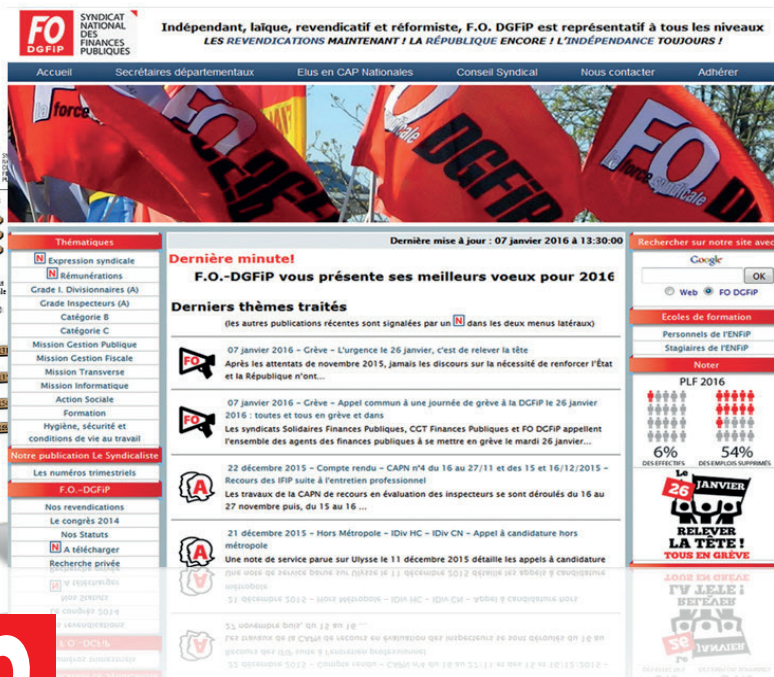 FO
DGFiP
SYNDICAT
NATIONAL
DES
FINANCES
PUBLIQUES
Indépendant, laïque, revendicatif et réformiste, F.O. DGFiP est représentatif à tous les niveaux
LES REVENDICATIONS MAINTENANT ! LA RÉPUBLIQUE ENCORE ! L'INDÉPENDANCE TOUJOURS !
Accueil Secrétaires départementaux Elus en CAP Nationales Conseil Syndical Nous contacter Adhérer
la force
FO
DGFiP
FO
la force syndicale
Thématiques
N Expression syndicale
N Rémunérations
Grade I. Divisionnaires (A)
Grade Inspecteurs (A)
Catégorie B
Catégorie C
Mission Gestion Publique
Mission Gestion Fiscale
Mission Transverse
Mission Informatique
Action Sociale
Formation
Hygiène, sécurité et
conditions de vie au travail
Notre publication Le Syndicaliste
Les numéros trimestriels
F.O.-DGFiP
Nos revendications
Le congrès 2014
Nos Statuts
N A télécharger
Recherche privée
Dernière mise à jour : 07 janvier 2016 à 13:30:00
Dernière minute!
F.O.-DGFiP vous présente ses meilleurs voeux pour 2016
Derniers thèmes traités
(les autres publications récentes sont signalées par un N dans les deux menus latéraux)
FO
07 janvier 2016 - Grève - L'urgence le 26 janvier, c'est de relever la tête
Après les attentats de novembre 2015, jamais les discours sur la nécessité de renforcer l'État
et la République n'ont...
FO
07 janvier 2016 - Grève - Appel commun à une journée de grève à la DGFiP le 26 janvier
2016 : toutes et tous en grève et dans
Les syndicats Solidaires Finances Publiques, CGT Finances Publiques et FO DGFiP appellent
l'ensemble des agents des finances publiques à se mettre en grève le mardi 26 janvier...
A
22 décembre 2015 - Compte rendu - CAPN n°4 du 16 au 27/11 et des 15 et 16/12/2015 -
Recours des IFiP suite à l'entretien professionnel
Les travaux de la CAPN de recours en évaluation des inspecteurs se sont déroulés du 16 au
27 novembre puis, du 15 au 16 ...
A
21 décembre 2015 - Hors Métropole - IDiv HC - IDiv CN - Appel à candidature hors
métropole
Une note de service parue sur Ulysse le 11 décembre 2015 détaille les appels à candidature
Rechercher sur notre site avec
Google
OK
Web FO DGFiP
Ecoles de formation
Personnels de l'ENFiP
Stagiaires de l'ENFiP
Noter
PLF 2016
6% 54%
DES EFFECTIFS DES EMPLOIS SUPPRIMÉS
Le
26 JANVIER
RELEVER
LA TÊTE !
TOUS EN GRÈVE